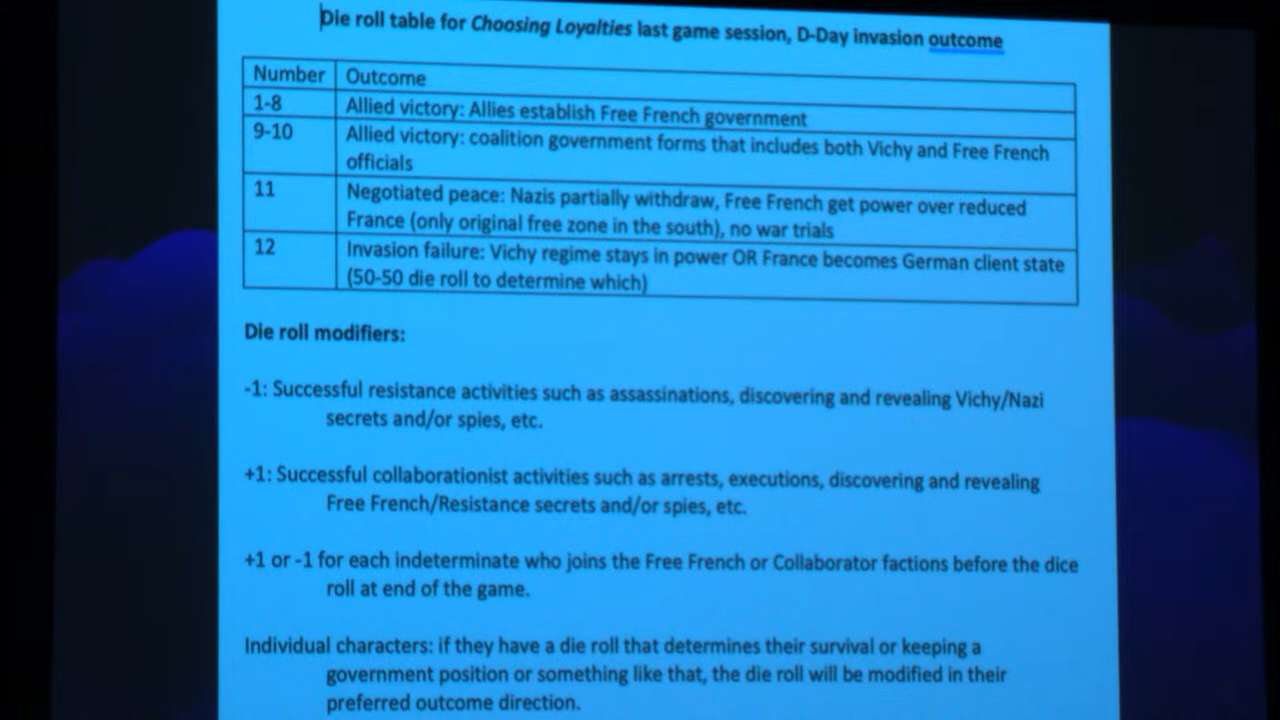 Die roll table for Choosing Loyalties last game session, D-Day invasion outcome
Number Outcome
1-8 Allied victory: Allies establish Free French government
9-10 Allied victory: coalition government forms that includes both Vichy and Free French
officials
11 Negotiated peace: Nazis partially withdraw, Free French get power over reduced
France (only original free zone in the south), no war trials
12 Invasion failure: Vichy regime stays in power OR France becomes German client state
(50-50 die roll to determine which)
Die roll modifiers:
-1: Successful resistance activities such as assassinations, discovering and revealing Vichy/Nazi
secrets and/or spies, etc.
+1: Successful collaborationist activities such as arrests, executions, discovering and revealing
Free French/Resistance secrets and/or spies, etc.
+1 or -1 for each indeterminate who joins the Free French or Collaborator factions before the dice
roll at end of the game.
Individual characters: if they have a die roll that determines their survival or keeping a
government position or something like that, the die roll will be modified in their
preferred outcome direction.